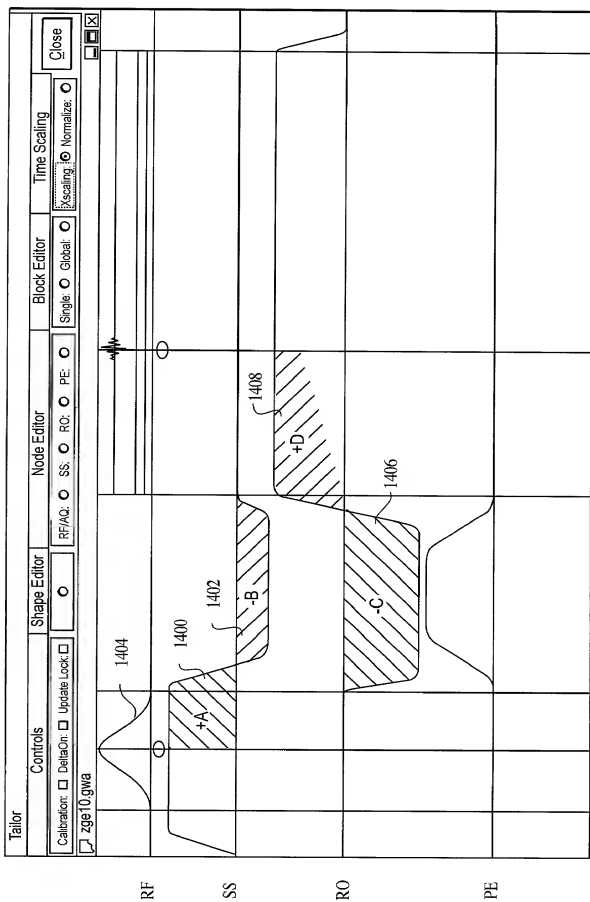 Tailor
Controls
Shape Editor
Node Editor
Block Editor
Time Scaling
Calibration: DeltaOn: Update Lock:
RF/AQ: SS: RO: PE:
Single: Global:
Xscaling: Normalize:
Close
zge10.gwa
RF
1404
SS
+A
1400
1402
-B
RO
-C
1406
+D
1408
PE